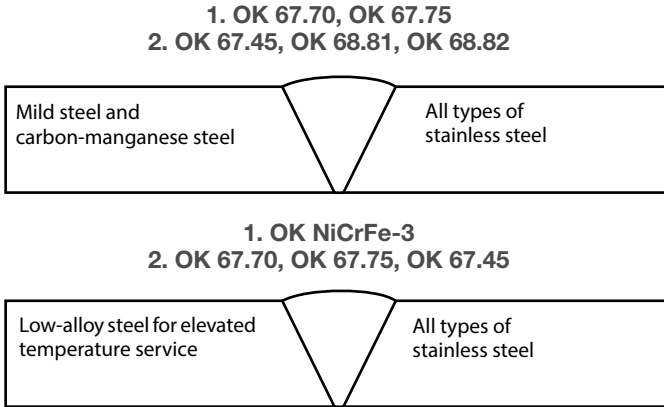 1. OK 67.70, OK 67.75
2. OK 67.45, OK 68.81, OK 68.82
Mild steel and
carbon-manganese steel
All types of
stainless steel
1. OK NiCrFe-3
2. OK 67.70, OK 67.75, OK 67.45
Low-alloy steel for elevated
temperature service
All types of
stainless steel